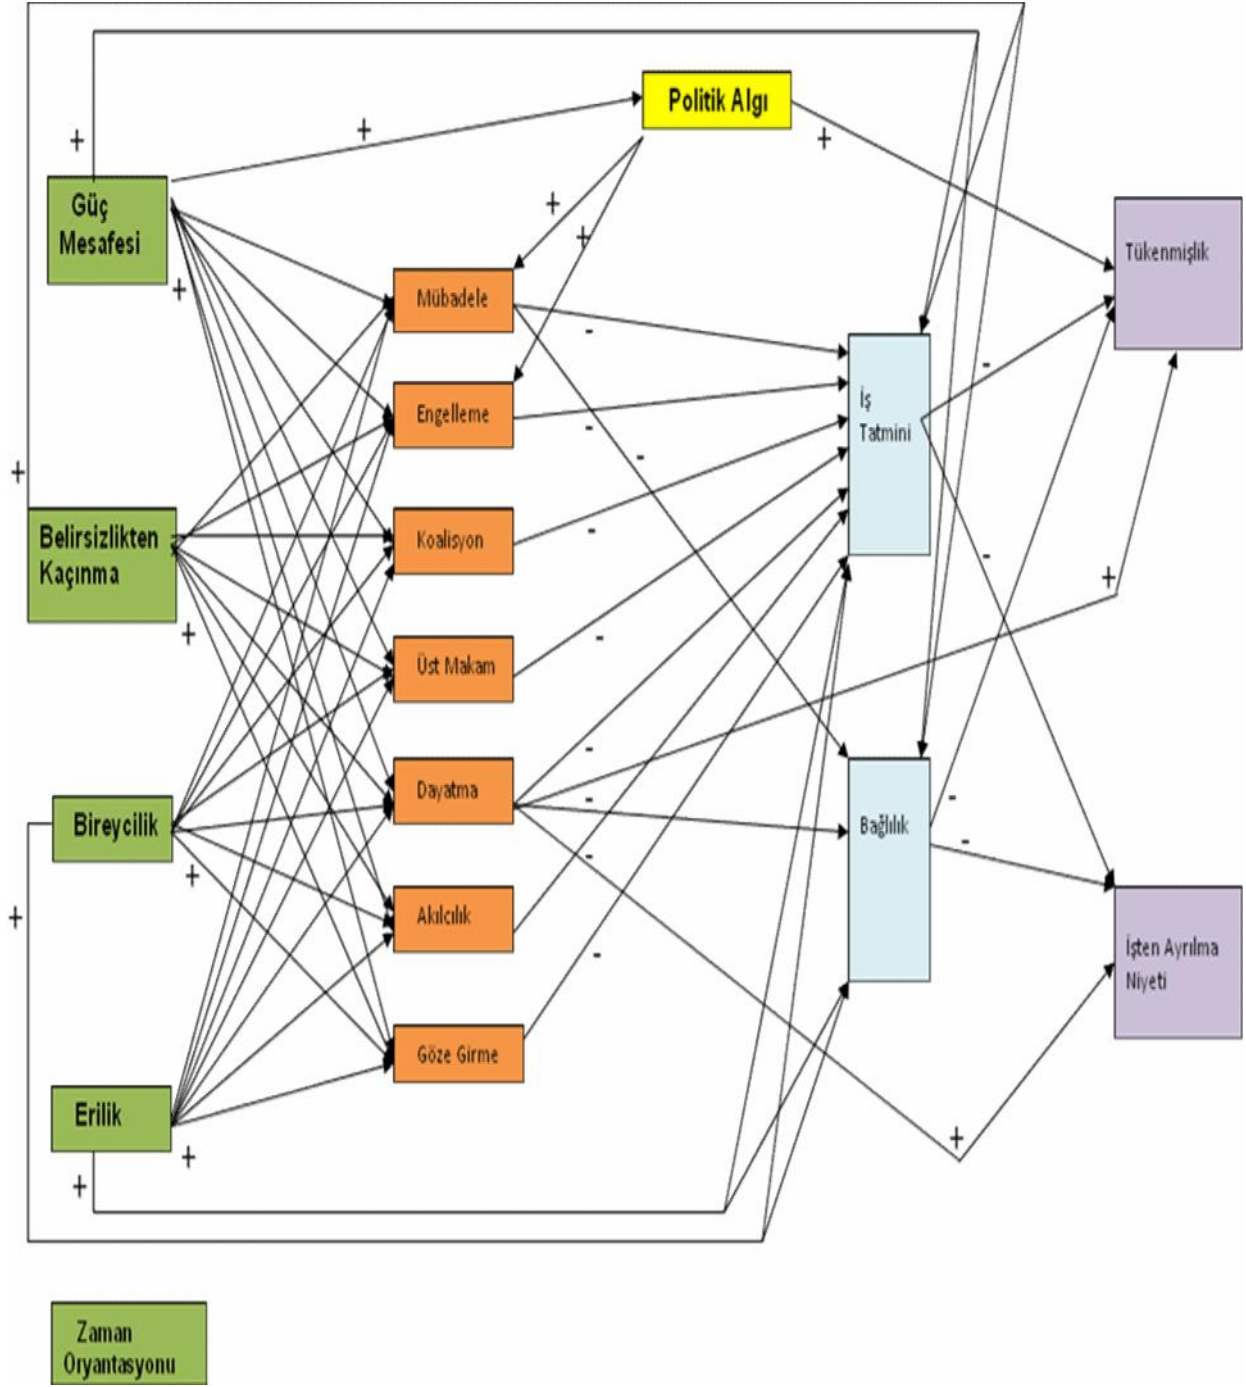 Politik Algı
+
+
+
Güç
Mesafesi
+
+
+
Tükenmişlik
+
Mübadele
-
-
Engelleme
İş
Tatmini
-
-
+
Belirsizlikten
Kaçınma
Koalisyon
-
-
+
+
-
Üst Makam
Dayatma
-
-
-
-
Bireycilik
Bağlılık
-
+
+
Akılcılık
-
İşten Ayrılma
Niyeti
Göze Girme
Erilik
+
+
+
Zaman
Oryantasyonu